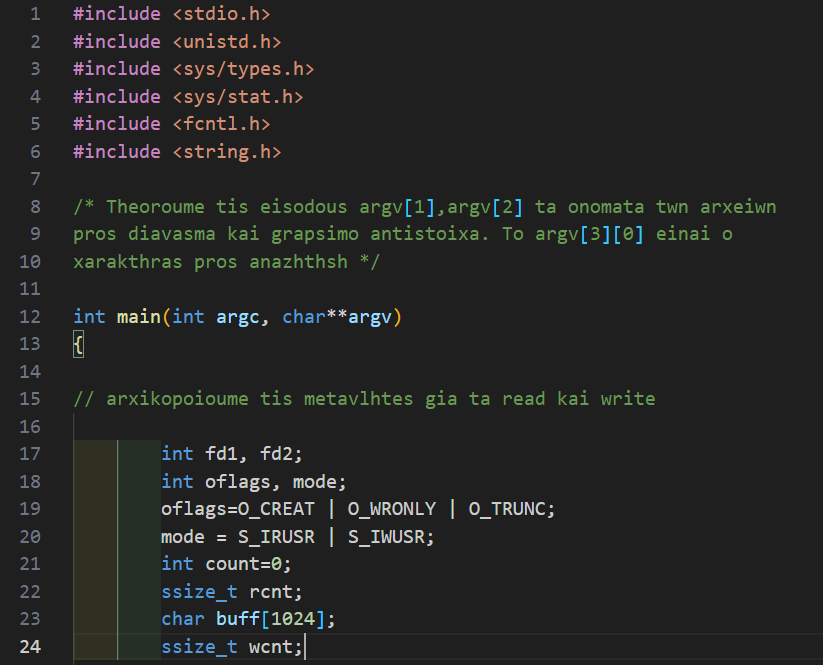 1 #include <stdio.h>
2 #include <unistd.h>
3 #include <sys/types.h>
4 #include <sys/stat.h>
5 #include <fcntl.h>
6 #include <string.h>
7
8 /* Theoroume tis eisodous argv[1],argv[2] ta onomata twn arxeiwn
9 pros diavasma kai grapsimo antistoixa. To argv[3][0] einai o
10 xarakthras pros anazhthsh */
11
12 int main(int argc, char**argv)
13 {
14
15 // arxikopoioume tis metavlhtes gia ta read kai write
16
17 int fd1, fd2;
18 int oflags, mode;
19 oflags=O_CREAT | O_WRONLY | O_TRUNC;
20 mode = S_IRUSR | S_IWUSR;
21 int count=0;
22 ssize_t rcnt;
23 char buff[1024];
24 ssize_t wcnt;